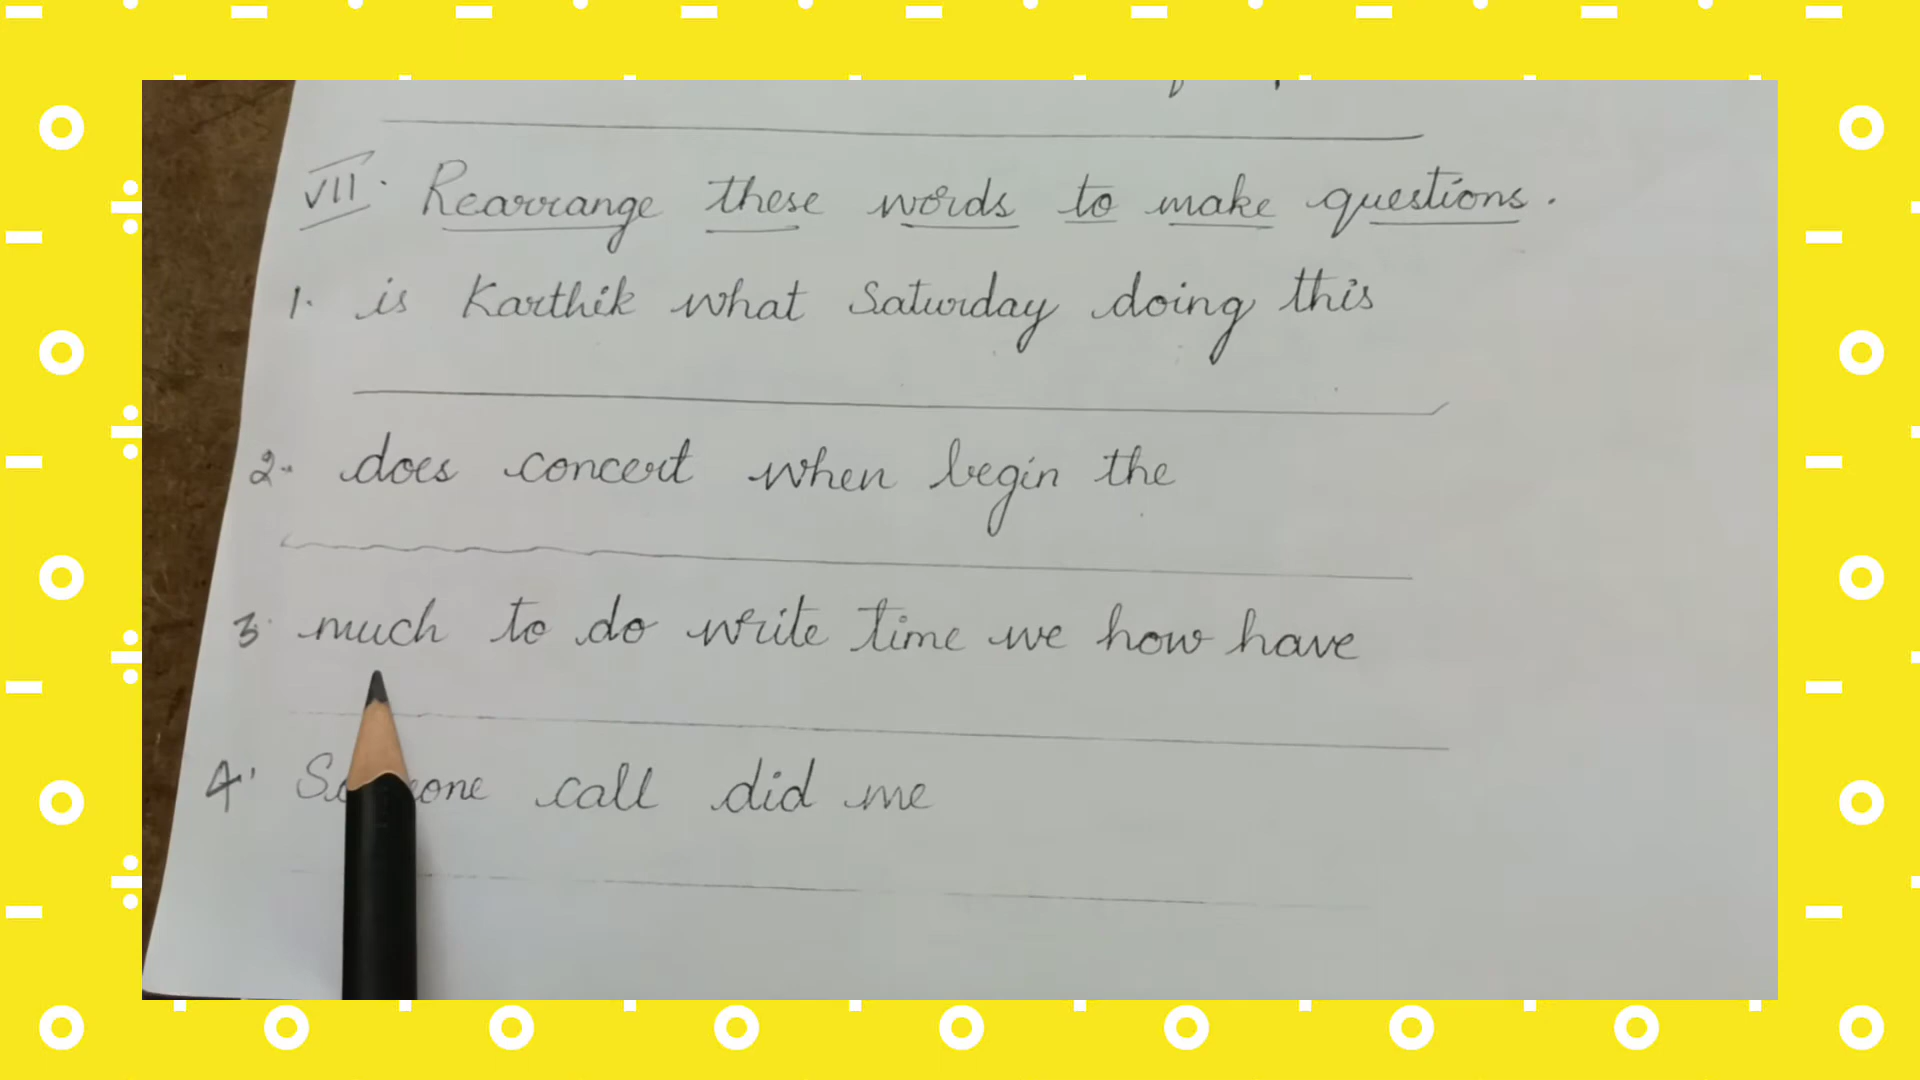 VII. Rearrange these words to make questions.
1. is Karthik what Saturday doing this
2. does concert when begin the
3. much to do write time we how have
4. call did me